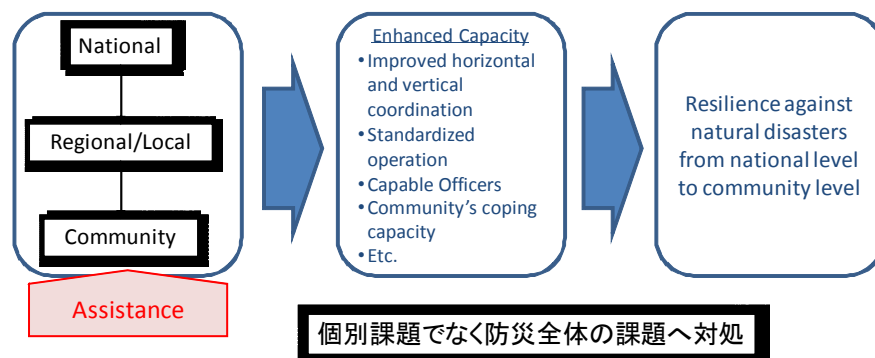 National
Regional/Local
Community
Assistance
Enhanced Capacity
•Improved horizontal
and vertical
coordination
•Standardized
operation
•Capable Officers
•Community’s coping
capacity
•Etc.
Resilience against
natural disasters
from national level
to community level
個別課題でなく防災全体の課題へ対処